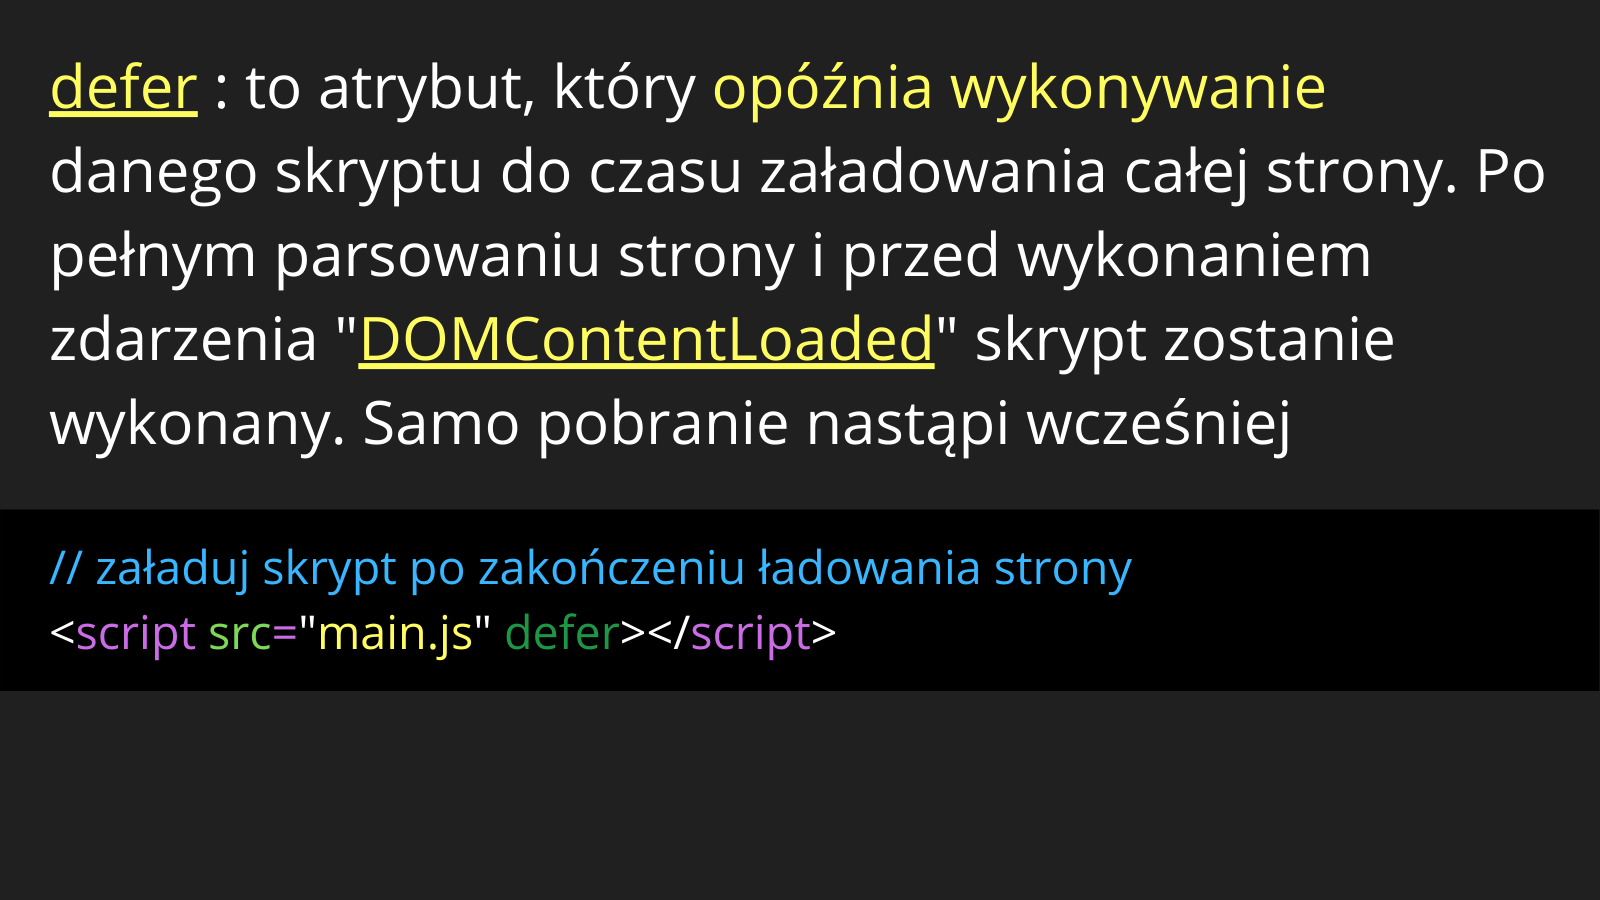 defer : to atrybut, który opóźnia wykonywanie
danego skryptu do czasu załadowania całej strony. Po
pełnym parsowaniu strony i przed wykonaniem
zdarzenia "DOMContentLoaded" skrypt zostanie
wykonany. Samo pobranie nastąpi wcześniej
// załaduj skrypt po zakończeniu ładowania strony
<script src="main.js" defer></script>